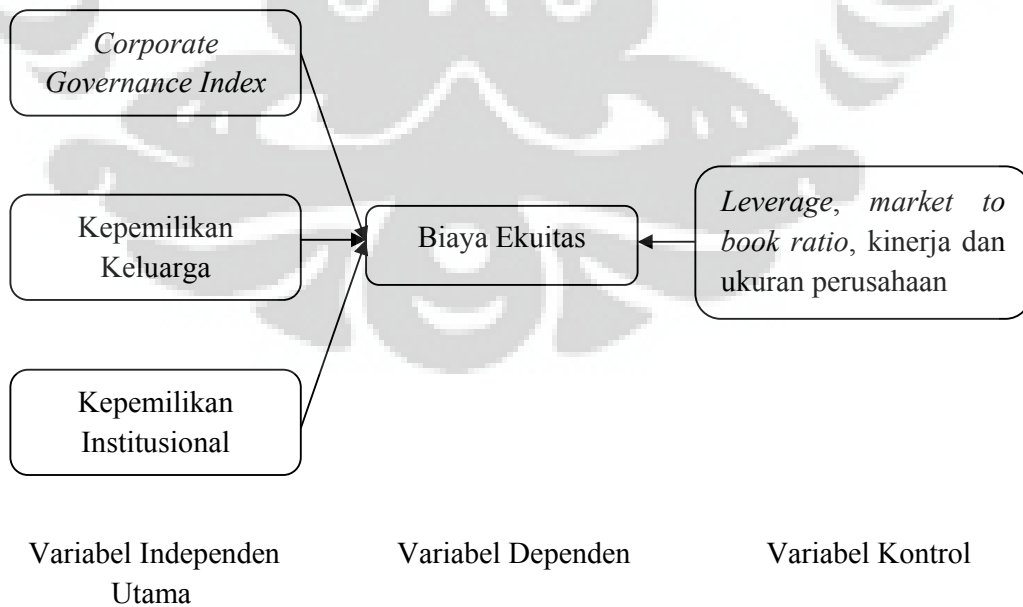 Corporate
Governance Index
Kepemilikan
Keluarga
Kepemilikan
Institusional
Biaya Ekuitas
Leverage, market to
book ratio, kinerja dan
ukuran perusahaan
Variabel Independen
Utama
Variabel Dependen
Variabel Kontrol